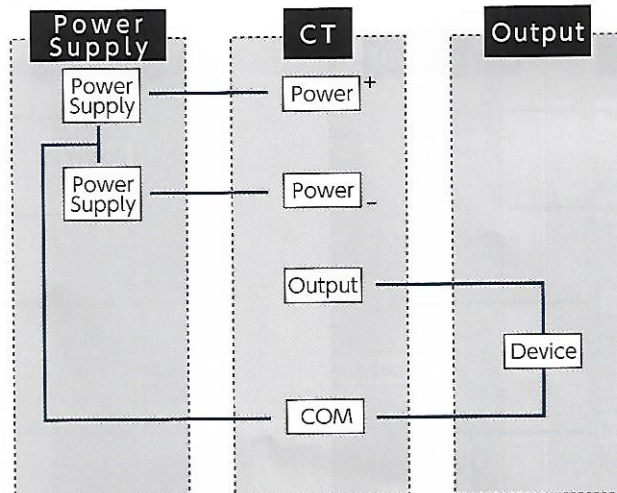 Power
Supply
CT
Output
Power
Supply
Power +
Power
Supply
Power -
Output
Device
COM